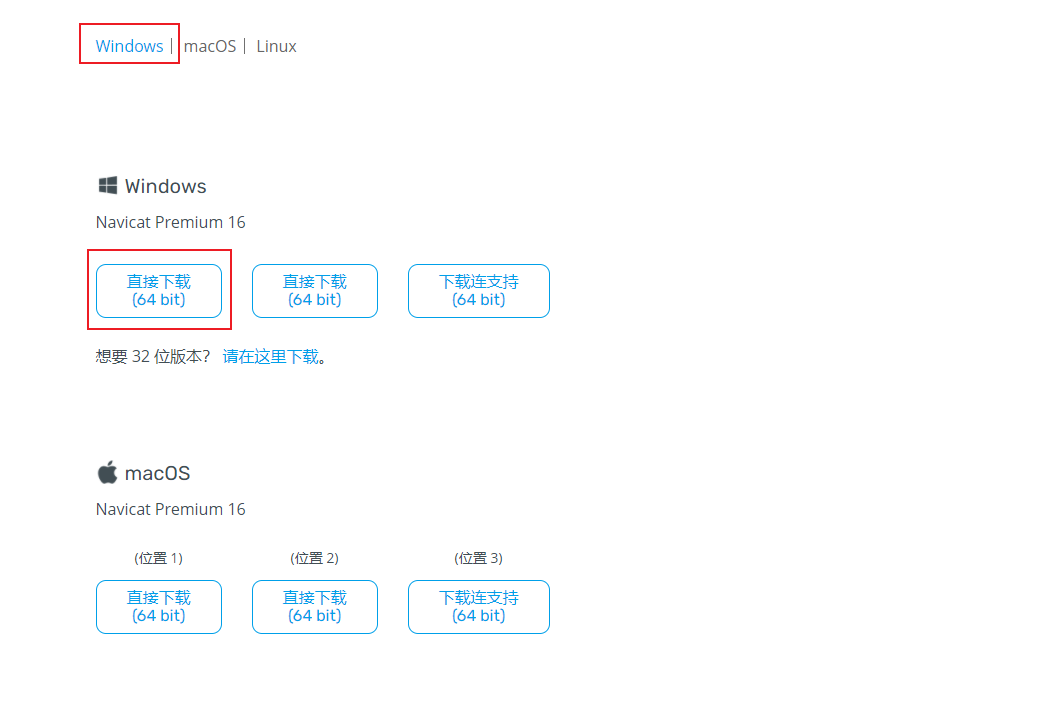 Windows | macOS | Linux
Windows
Navicat Premium 16
直接下载 直接下载 下载连支持
(64 bit) (64 bit) (64 bit)
想要 32 位版本? 请在这里下载。
macOS
Navicat Premium 16
(位置 1) (位置 2) (位置 3)
直接下载 直接下载 下载连支持
(64 bit) (64 bit) (64 bit)